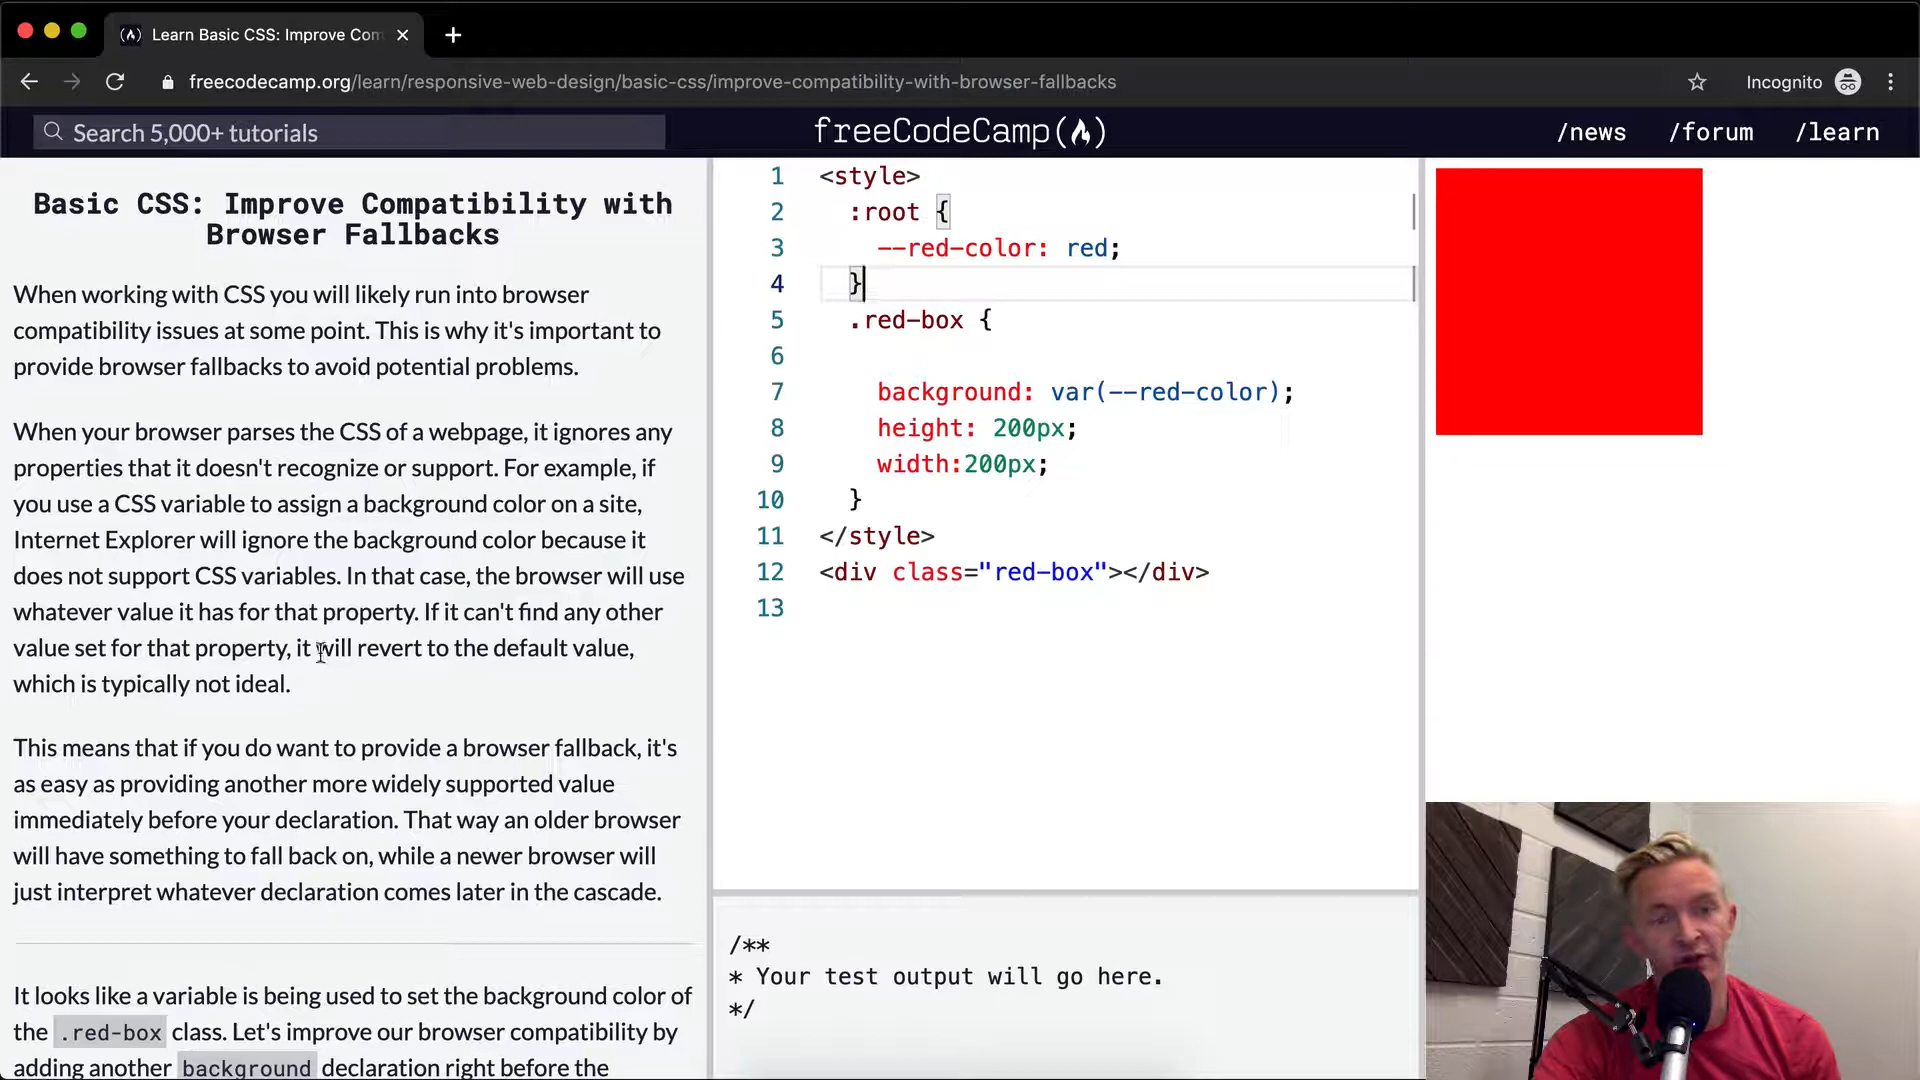 Learn Basic CSS: Improve Com
freecodecamp.org/learn/responsive-web-design/basic-css/improve-compatibility-with-browser-fallbacks
Incognito
Search 5,000+ tutorials
freeCodeCamp
/news /forum /learn
Basic CSS: Improve Compatibility with
Browser Fallbacks
When working with CSS you will likely run into browser
compatibility issues at some point. This is why it's important to
provide browser fallbacks to avoid potential problems.
When your browser parses the CSS of a webpage, it ignores any
properties that it doesn't recognize or support. For example, if
you use a CSS variable to assign a background color on a site,
Internet Explorer will ignore the background color because it
does not support CSS variables. In that case, the browser will use
whatever value it has for that property. If it can't find any other
value set for that property, it will revert to the default value,
which is typically not ideal.
This means that if you do want to provide a browser fallback, it's
as easy as providing another more widely supported value
immediately before your declaration. That way an older browser
will have something to fall back on, while a newer browser will
just interpret whatever declaration comes later in the cascade.
It looks like a variable is being used to set the background color of
the .red-box class. Let's improve our browser compatibility by
adding another background declaration right before the
1 <style>
2 :root {
3 --red-color: red;
4 }
5 .red-box {
6
7 background: var(--red-color);
8 height: 200px;
9 width:200px;
10 }
11 </style>
12 <div class="red-box"></div>
13
/**
* Your test output will go here.
*/